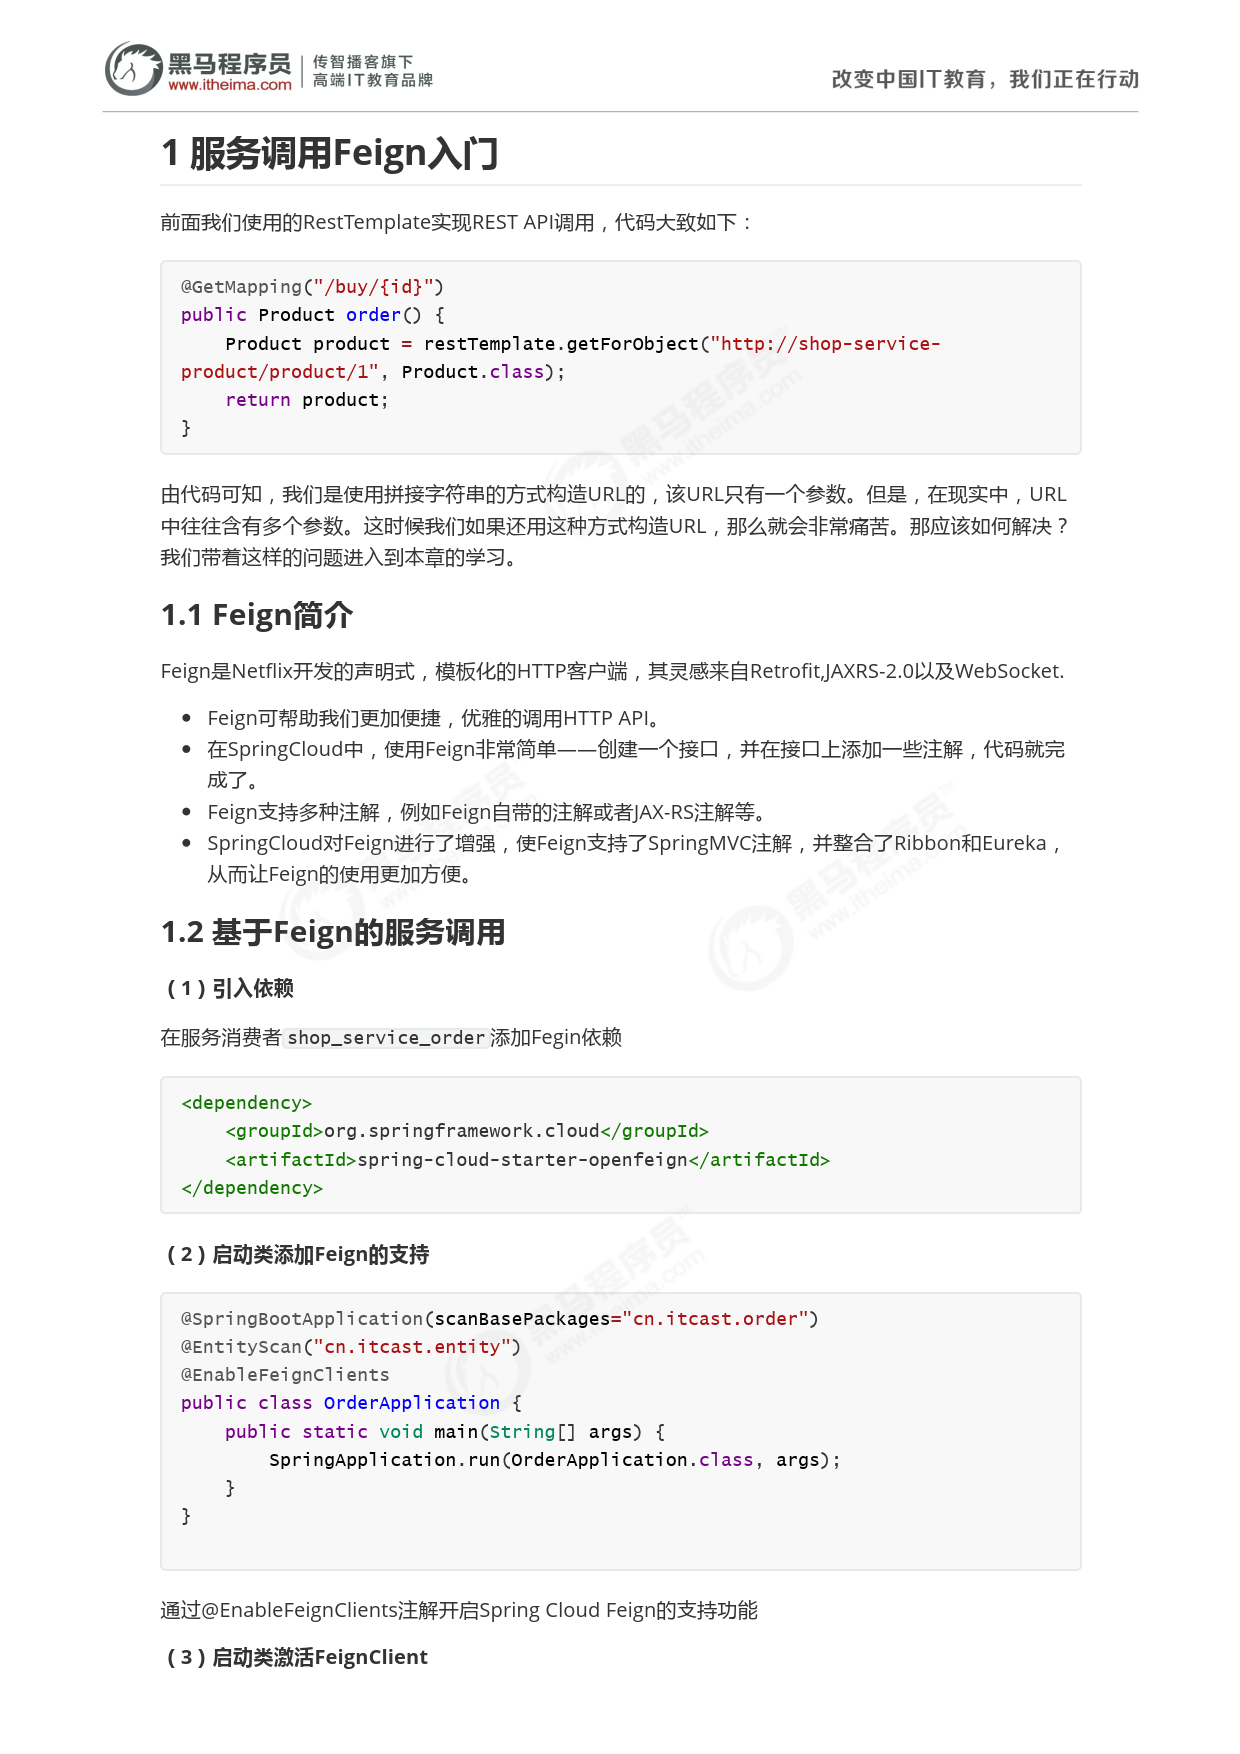 黑马程序员
www.itheima.com
传智播客旗下
高端IT教育品牌
改变中国IT教育，我们正在行动
1 服务调用Feign入门
前面我们使用的RestTemplate实现REST API调用，代码大致如下：
@GetMapping("/buy/{id}")
public Product order() {
    Product product = restTemplate.getForObject("http://shop-service-
product/product/1", Product.class);
    return product;
}
由代码可知，我们是使用拼接字符串的方式构造URL的，该URL只有一个参数。但是，在现实中，URL
中往往含有多个参数。这时候我们如果还用这种方式构造URL，那么就会非常痛苦。那应该如何解决？
我们带着这样的问题进入到本章的学习。
1.1 Feign简介
Feign是Netflix开发的声明式，模板化的HTTP客户端，其灵感来自Retrofit,JAXRS-2.0以及WebSocket.
• Feign可帮助我们更加便捷，优雅的调用HTTP API。
• 在SpringCloud中，使用Feign非常简单——创建一个接口，并在接口上添加一些注解，代码就完
成了。
• Feign支持多种注解，例如Feign自带的注解或者JAX-RS注解等。
• SpringCloud对Feign进行了增强，使Feign支持了SpringMVC注解，并整合了Ribbon和Eureka，
从而让Feign的使用更加方便。
1.2 基于Feign的服务调用
（1）引入依赖
在服务消费者 shop_service_order 添加Fegin依赖
<dependency>
    <groupId>org.springframework.cloud</groupId>
    <artifactId>spring-cloud-starter-openfeign</artifactId>
</dependency>
（2）启动类添加Feign的支持
@SpringBootApplication(scanBasePackages="cn.itcast.order")
@EntityScan("cn.itcast.entity")
@EnableFeignClients
public class OrderApplication {
    public static void main(String[] args) {
        SpringApplication.run(OrderApplication.class, args);
    }
}
通过@EnableFeignClients注解开启Spring Cloud Feign的支持功能
（3）启动类激活FeignClient